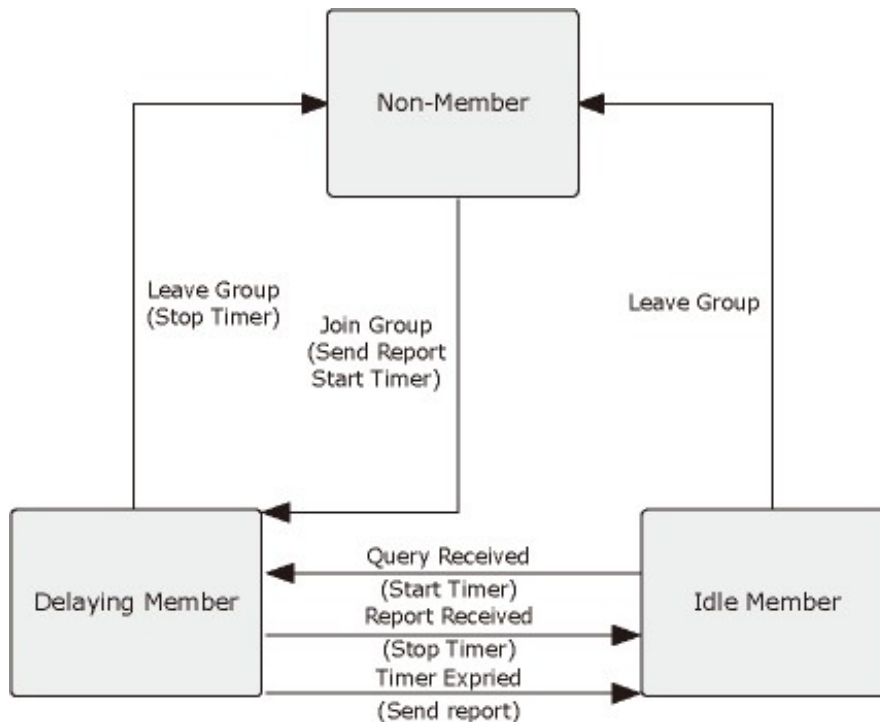 Non-Member
Leave Group
(Stop Timer)
Join Group
(Send Report
Start Timer)
Leave Group
Delaying Member
Query Received
(Start Timer)
Report Received
(Stop Timer)
Timer Expried
(Send report)
Idle Member